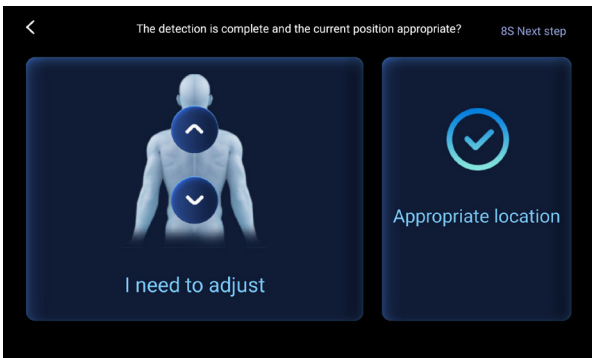 The detection is complete and the current position appropriate?
8S Next step
I need to adjust
Appropriate location